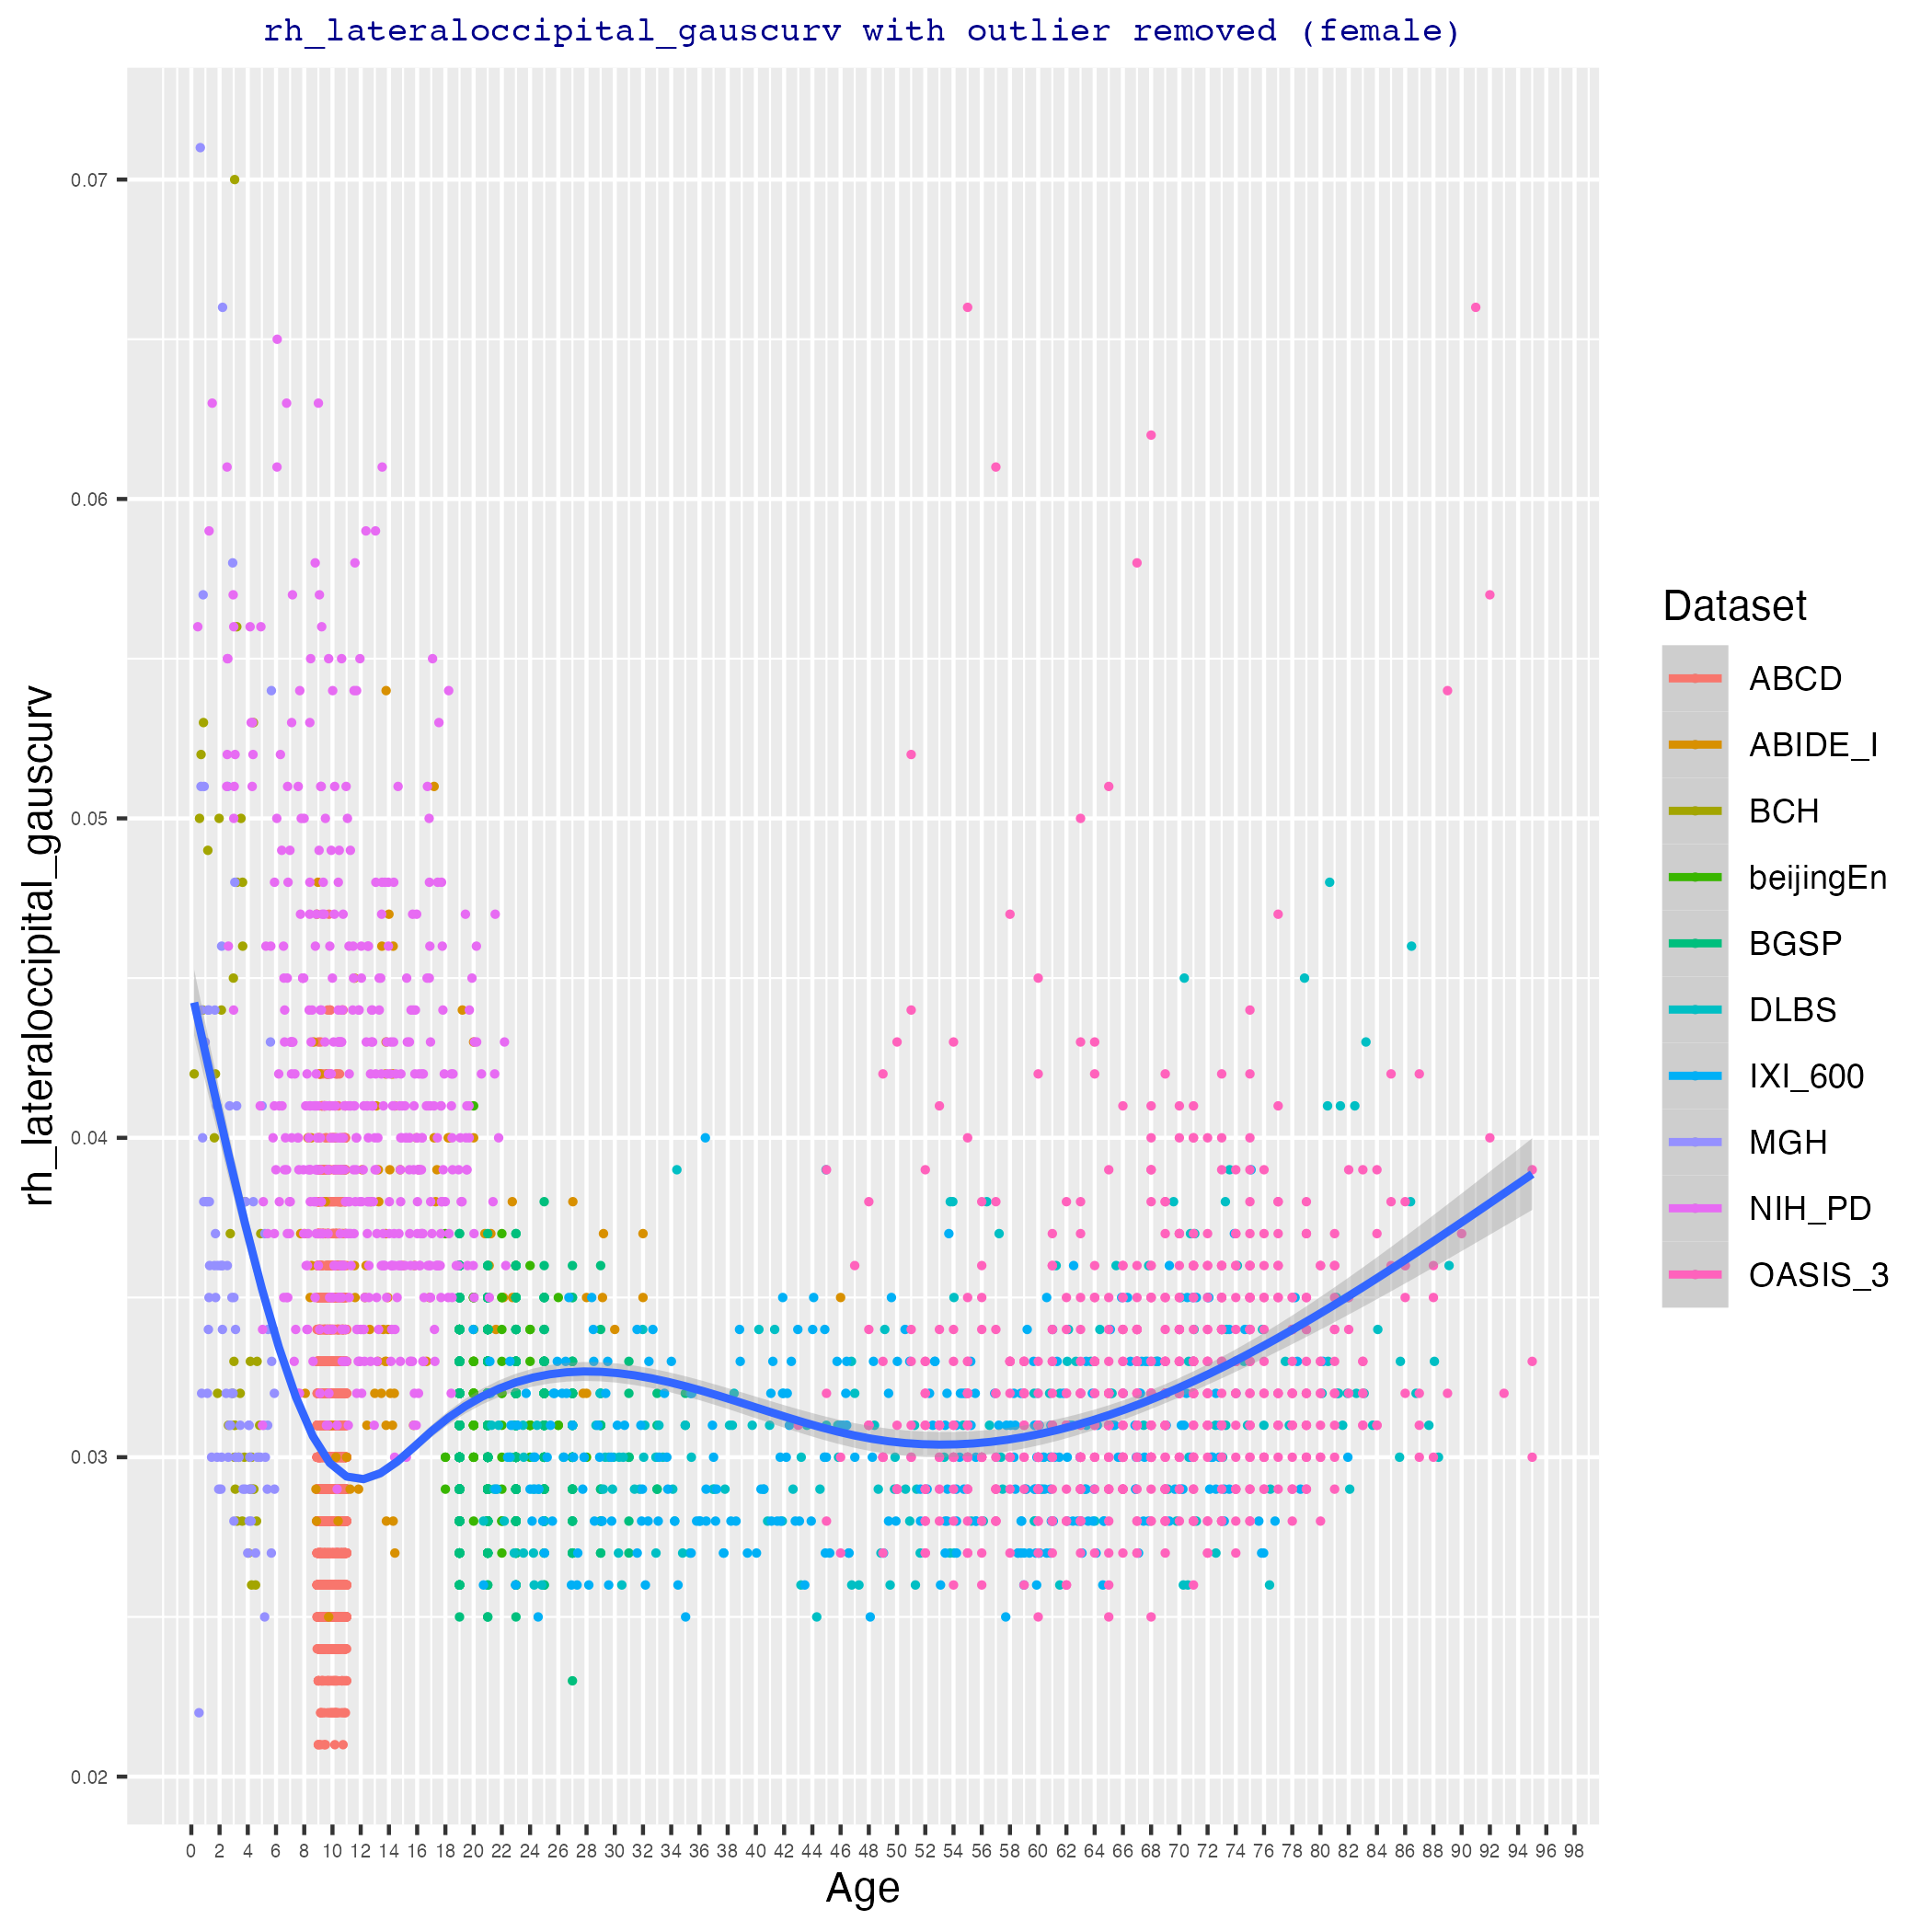 rh_lateraloccipital_gauscurv with outlier removed (female)
rh_lateraloccipital_gauscurv
0.07
0.06
0.05
0.04
0.03
0.02
0 2 4 6 8 10 12 14 16 18 20 22 24 26 28 30 32 34 36 38 40 42 44 46 48 50 52 54 56 58 60 62 64 66 68 70 72 74 76 78 80 82 84 86 88 90 92 94 96 98
Age
Dataset
ABCD
ABIDE_I
BCH
beijingEn
BGSP
DLBS
IXI_600
MGH
NIH_PD
OASIS_3